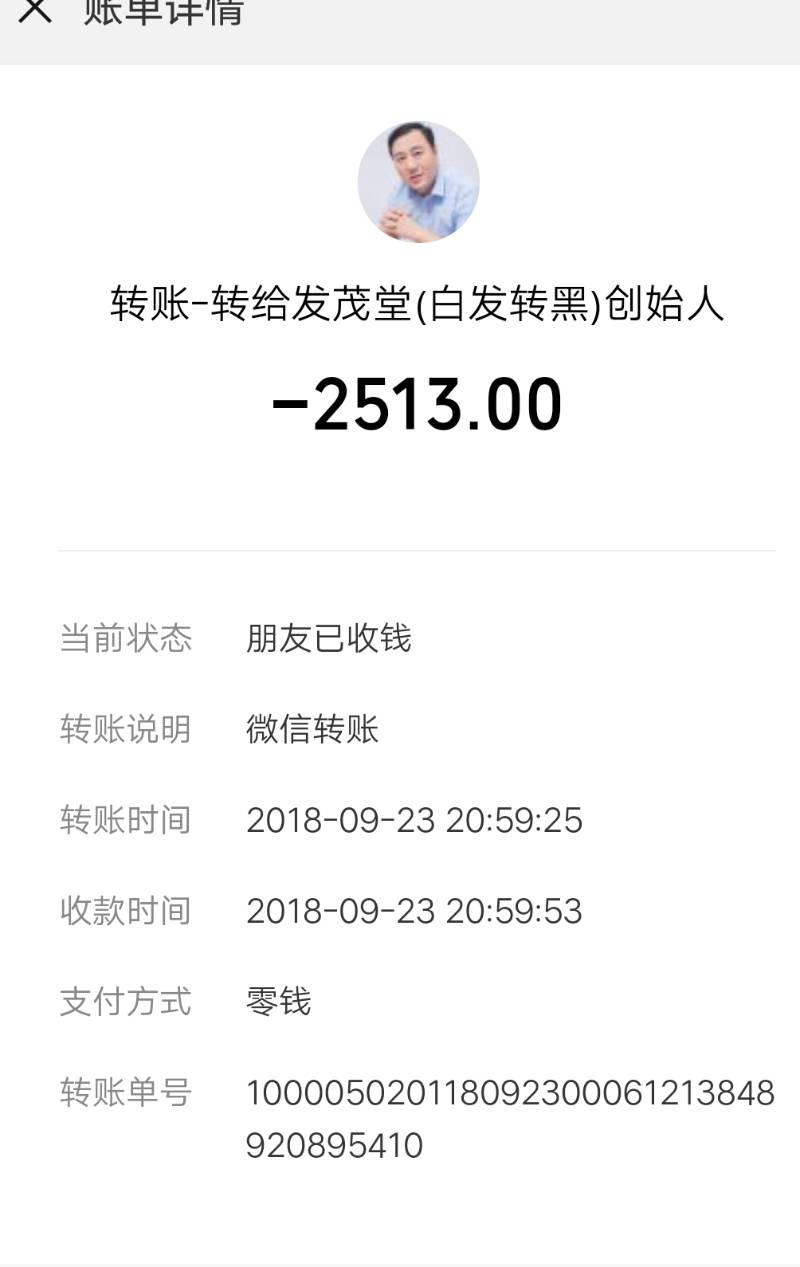 账单详情
转账-转给发茂堂(白发转黑)创始人
-2513.00
当前状态 朋友已收钱
转账说明 微信转账
转账时间 2018-09-23 20:59:25
收款时间 2018-09-23 20:59:53
支付方式 零钱
转账单号 100005020118092300061213848
920895410